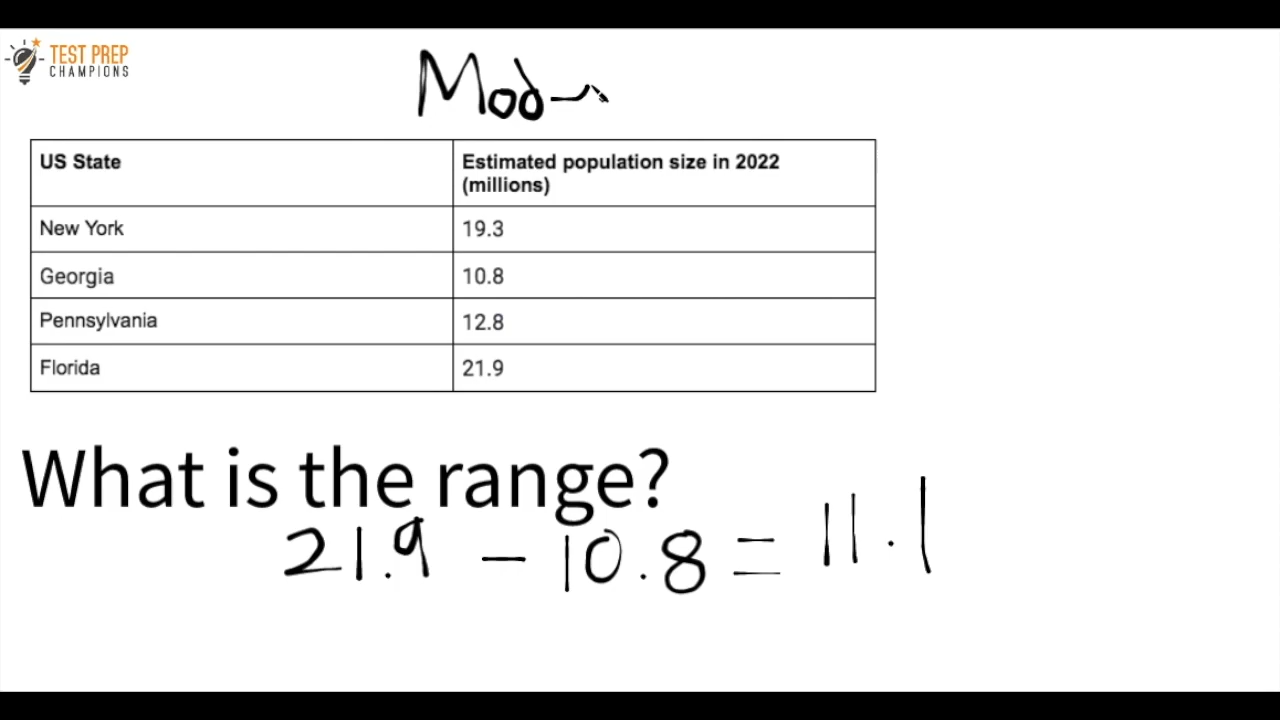 TEST PREP
CHAMPIONS
Mod
US State
Estimated population size in 2022
(millions)
New York
19.3
Georgia
10.8
Pennsylvania
12.8
Florida
21.9
What is the range?
21.9 - 10.8 = 11.1